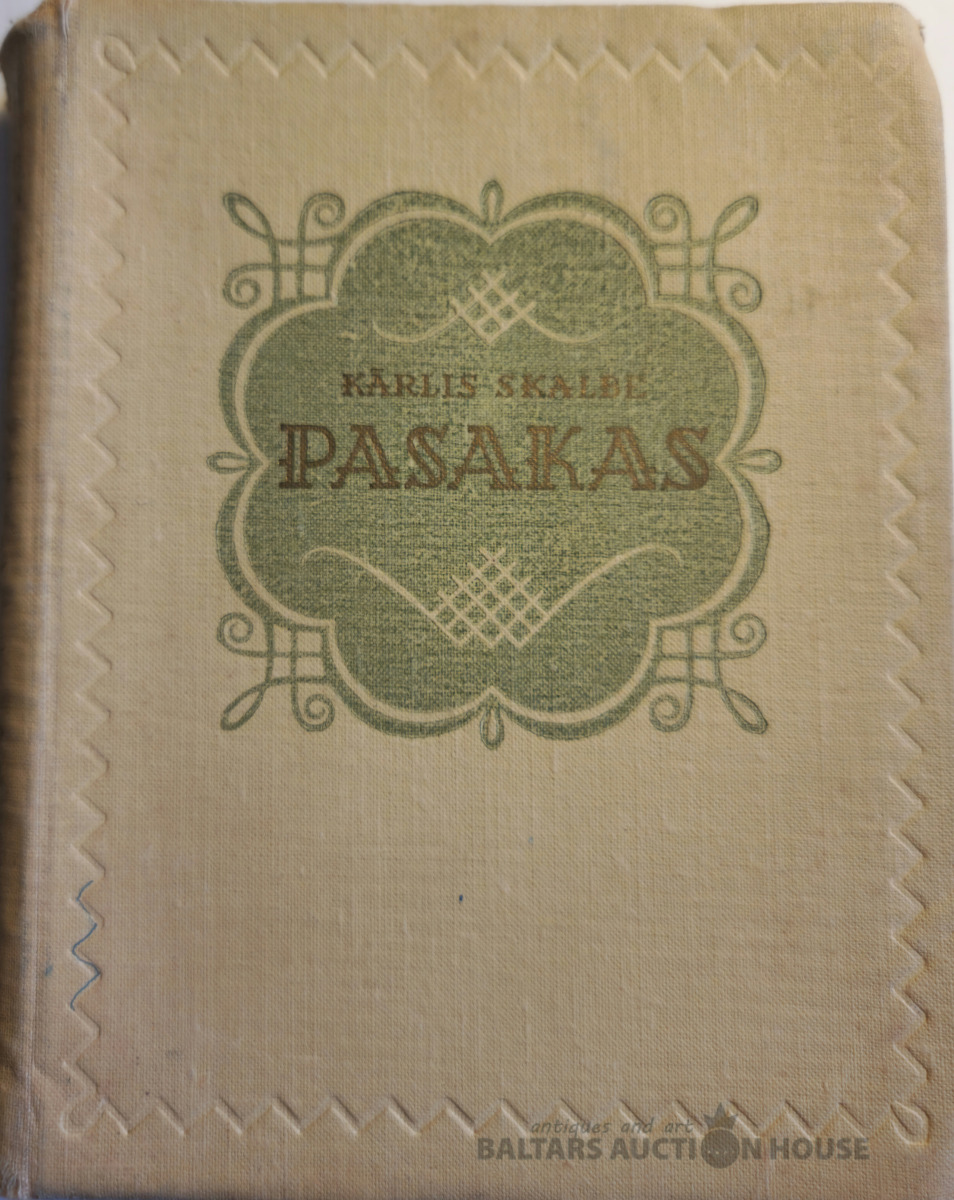 KĀRLIS SKALBE
PASAKAS
antiques and art
BALTARS AUCTION HOUSE